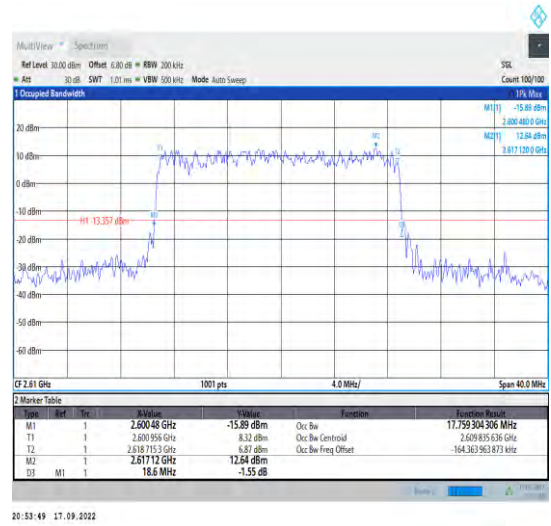 MultiView Spectrum
Ref Level 30.00 dBm Offset 6.80 dB RBW 200 kHz SGL
Att 30 dB SWT 1.01 ms VBW 500 kHz Mode Auto Sweep Count 100/100
1 Occupied Bandwidth 1Pk Max
M1[1] -15.89 dBm
2.600 480 0 GHz
20 dBm
M2[1] 12.64 dBm
2.617 120 0 GHz
M2
T1 T2
10 dBm
0 dBm
-10 dBm
M1
H1 -13.357 dBm
D3
-20 dBm
-30 dBm
-40 dBm
-50 dBm
-60 dBm
CF 2.61 GHz 1001 pts 4.0 MHz/ Span 40.0 MHz
2 Marker Table
Type Ref Trc X-Value Y-Value Function Function Result
M1 1 2.60048 GHz -15.89 dBm Occ Bw 17.759 304 306 MHz
T1 1 2.600 956 GHz 8.32 dBm Occ Bw Centroid 2.609 835 636 GHz
T2 1 2.618 715 3 GHz 6.87 dBm Occ Bw Freq Offset -164.363 963 873 kHz
M2 1 2.61712 GHz 12.64 dBm
D3 M1 1 18.6 MHz -1.55 dB
20:53:49 17.09.2022